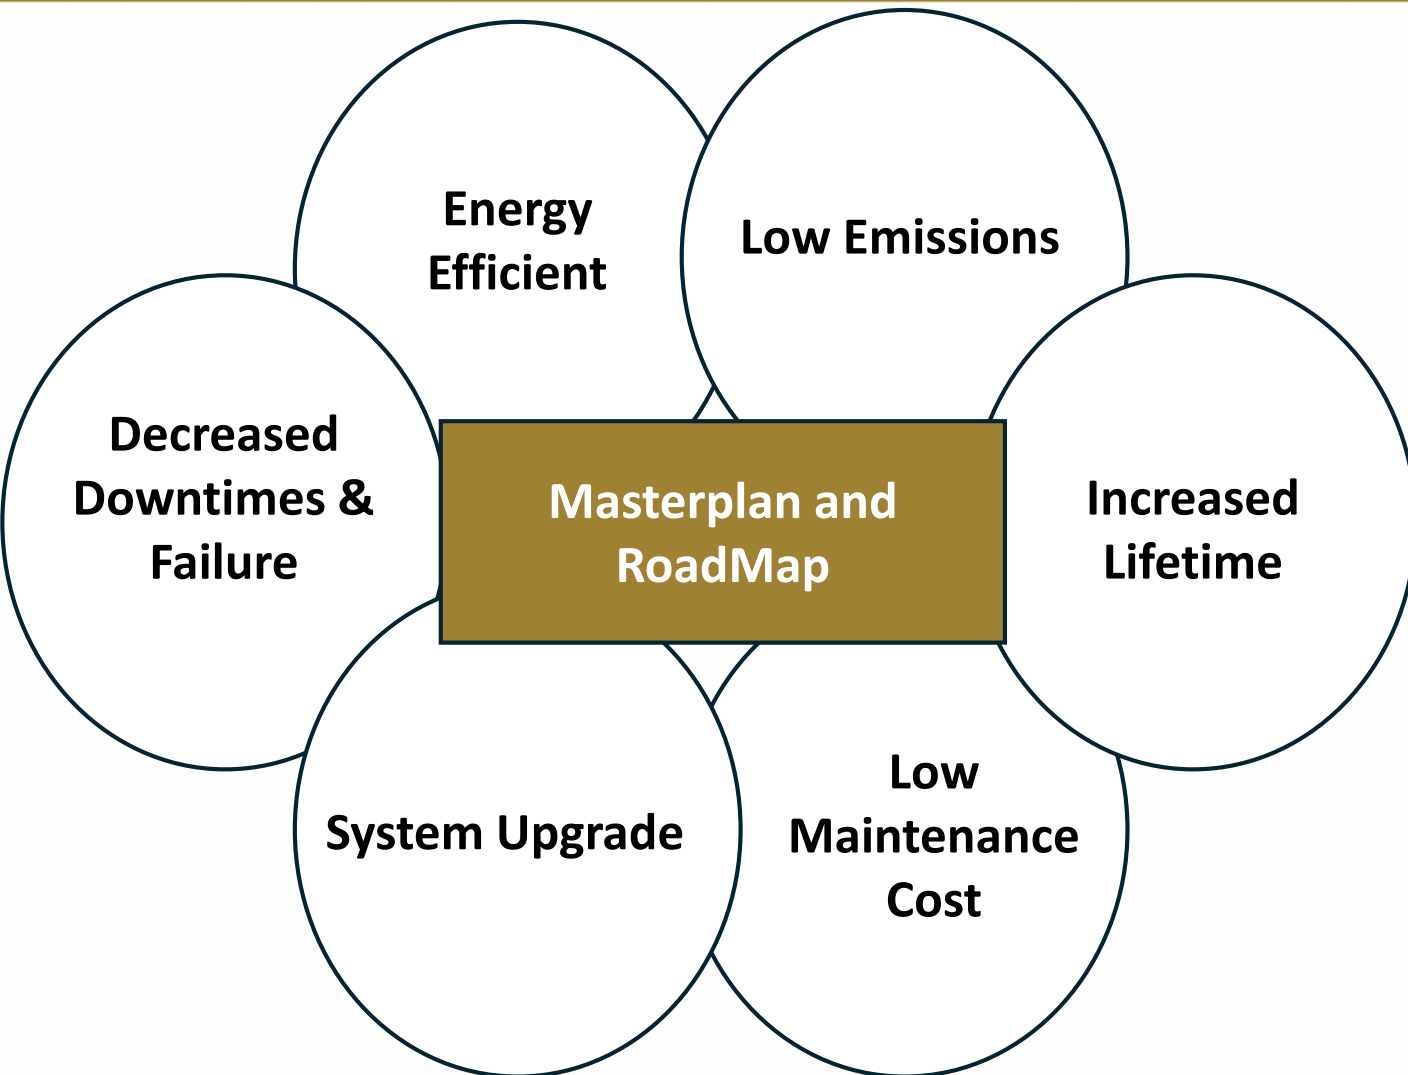 Energy
Efficient
Low Emissions
Decreased
Downtimes &
Failure
Masterplan and
RoadMap
Increased
Lifetime
System Upgrade
Low
Maintenance
Cost